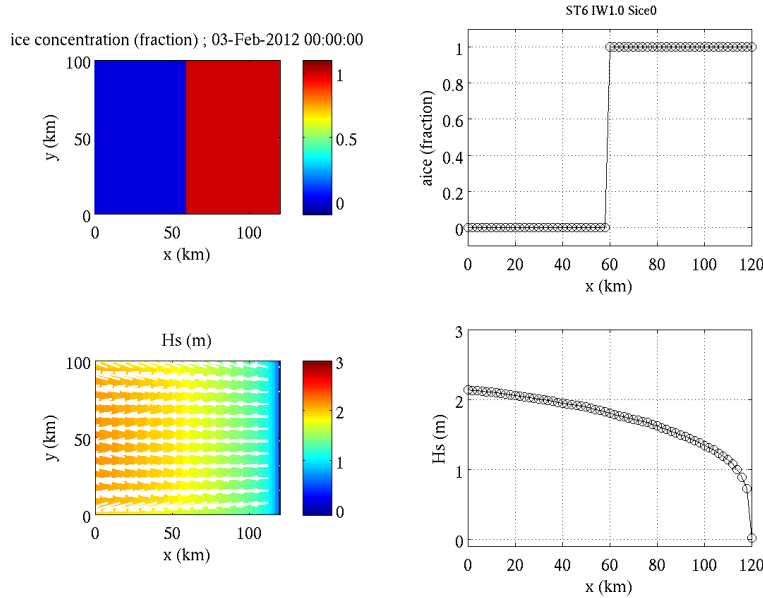 ice concentration (fraction) ; 03-Feb-2012 00:00:00
100
50
0
y (km)
0 50 100
x (km)
1
0.5
0
ST6 IW1.0 Sice0
1
0.8
0.6
0.4
0.2
0
aice (fraction)
0 20 40 60 80 100 120
x (km)
Hs (m)
100
50
0
y (km)
0 50 100
x (km)
3
2
1
0
3
2
1
0
Hs (m)
0 20 40 60 80 100 120
x (km)